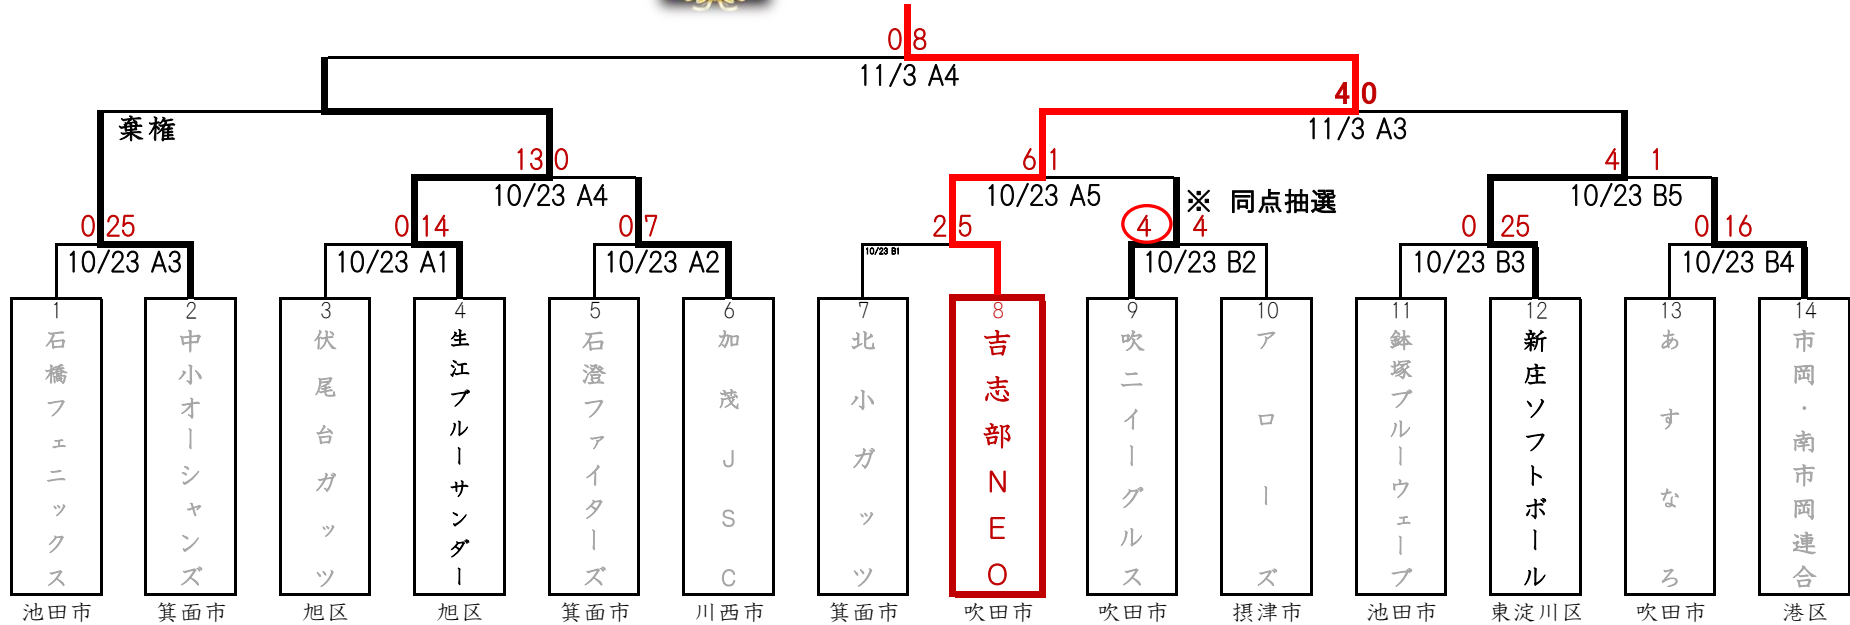 0 8
11/3 A4
4 0
11/3 A3
棄権
13 0
10/23 A4
6 1
10/23 A5
※ 同点抽選
4 1
10/23 B5
0 25
10/23 A3
0 14
10/23 A1
0 7
10/23 A2
2 5
10/23 B1
4 4
10/23 B2
0 25
10/23 B3
0 16
10/23 B4
1
石橋フェニックス
池田市
2
中小オーシャンズ
箕面市
3
伏尾台ガッツ
旭区
4
生江ブルーサンダー
旭区
5
石澄ファイターズ
箕面市
6
加茂JSC
川西市
7
北小ガッツ
箕面市
8
吉志部NEO
吹田市
9
吹二イーグルス
吹田市
10
アローズ
摂津市
11
鉢塚ブルーウェーブ
池田市
12
新庄ソフトボール
東淀川区
13
あすなろ
吹田市
14
市岡・南市岡連合
港区